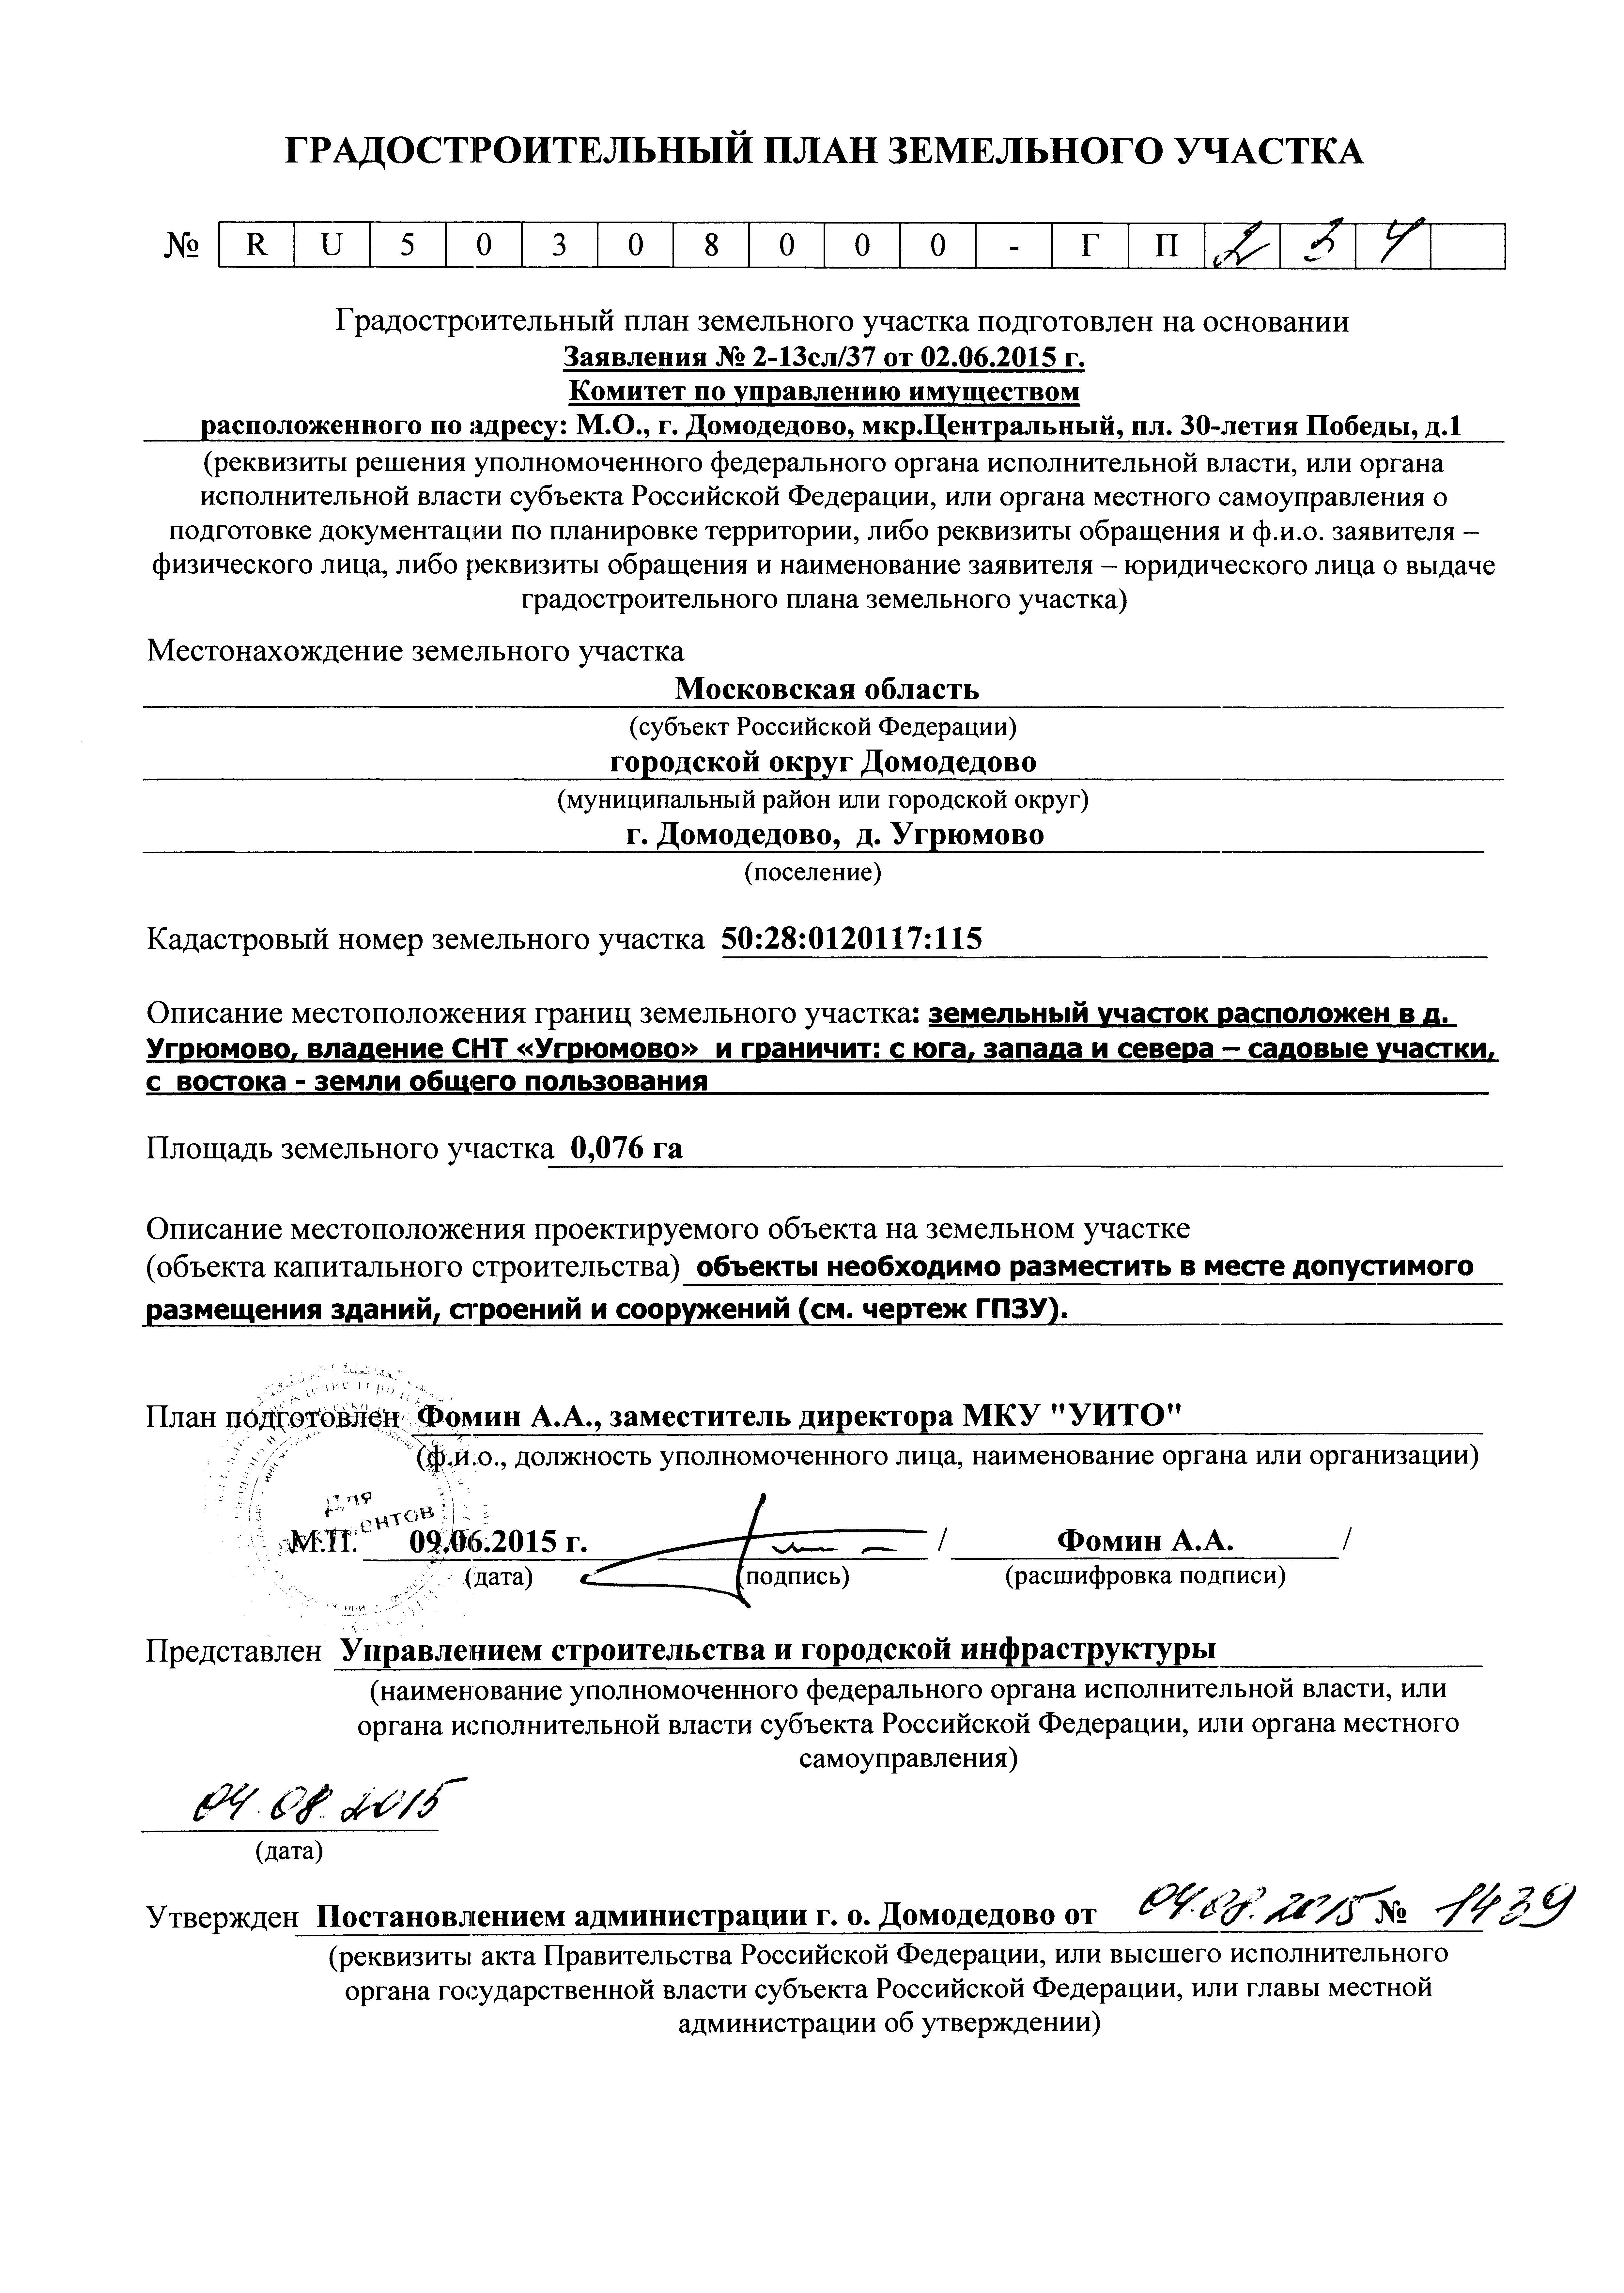 ГРАДОСТРОИТЕЛЬНЫЙ ПЛАН ЗЕМЕЛЬНОГО УЧАСТКА
№ R U 5 0 3 0 8 0 0 0 - Г П 2 3 4
Градостроительный план земельного участка подготовлен на основании
Заявления № 2-13сл/37 от 02.06.2015 г.
Комитет по управлению имуществом
расположенного по адресу: М.О., г. Домодедово, мкр.Центральный, пл. 30-летия Победы, д.1
(реквизиты решения уполномоченного федерального органа исполнительной власти, или органа
исполнительной власти субъекта Российской Федерации, или органа местного самоуправления о
подготовке документации по планировке территории, либо реквизиты обращения и ф.и.о. заявителя –
физического лица, либо реквизиты обращения и наименование заявителя – юридического лица о выдаче
градостроительного плана земельного участка)
Местонахождение земельного участка
Московская область
(субъект Российской Федерации)
городской округ Домодедово
(муниципальный район или городской округ)
г. Домодедово, д. Угрюмово
(поселение)
Кадастровый номер земельного участка 50:28:0120117:115
Описание местоположения границ земельного участка: земельный участок расположен в д.
Угрюмово, владение СНТ «Угрюмово» и граничит: с юга, запада и севера – садовые участки,
с востока - земли общего пользования
Площадь земельного участка 0,076 га
Описание местоположения проектируемого объекта на земельном участке
(объекта капитального строительства) объекты необходимо разместить в месте допустимого
размещения зданий, строений и сооружений (см. чертеж ГПЗУ).
План подготовлен Фомин А.А., заместитель директора МКУ "УИТО"
(ф.и.о., должность уполномоченного лица, наименование органа или организации)
Для
документов
М.П. 09.06.2015 г. / Фомин А.А. /
(дата) (подпись) (расшифровка подписи)
Представлен Управлением строительства и городской инфраструктуры
(наименование уполномоченного федерального органа исполнительной власти, или
органа исполнительной власти субъекта Российской Федерации, или органа местного
самоуправления)
04.08.2015
(дата)
Утвержден Постановлением администрации г. о. Домодедово от 04.08.2015 № 1439
(реквизиты акта Правительства Российской Федерации, или высшего исполнительного
органа государственной власти субъекта Российской Федерации, или главы местной
администрации об утверждении)